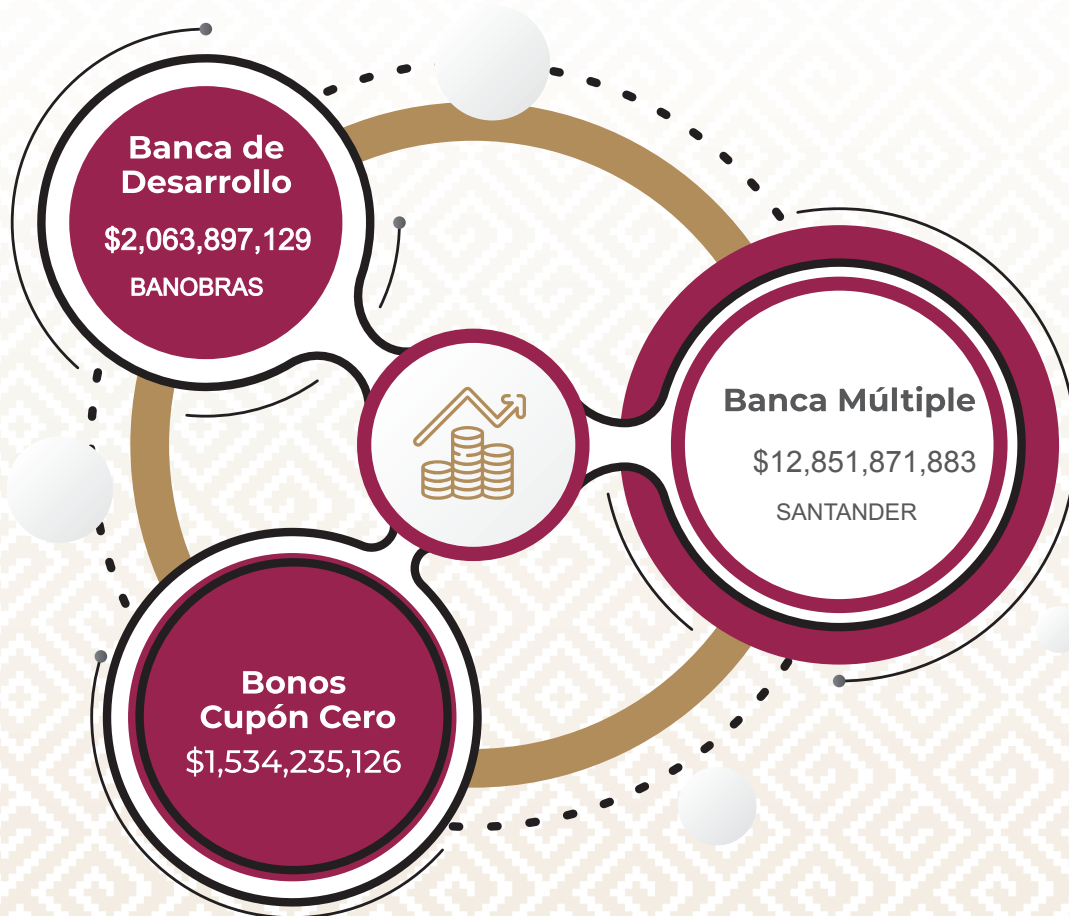 Banca de
Desarrollo
$2,063,897,129
BANOBRAS
Banca Múltiple
$12,851,871,883
SANTANDER
Bonos
Cupón Cero
$1,534,235,126